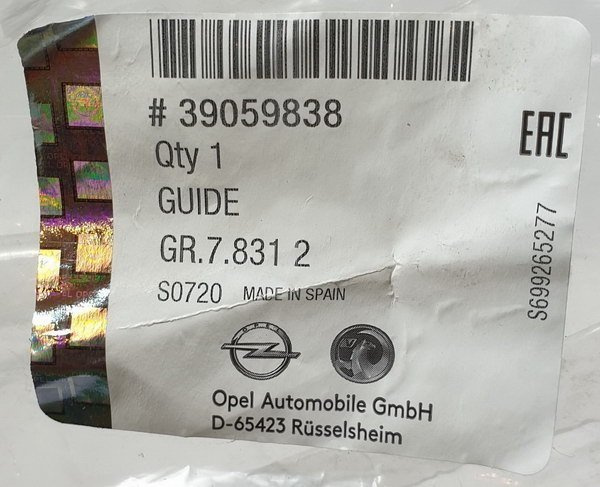 # 39059838
Qty 1
GUIDE
GR.7.831 2
S0720 MADE IN SPAIN
EAC
S699265277
OPEL
Opel Automobile GmbH
D-65423 Rüsselsheim